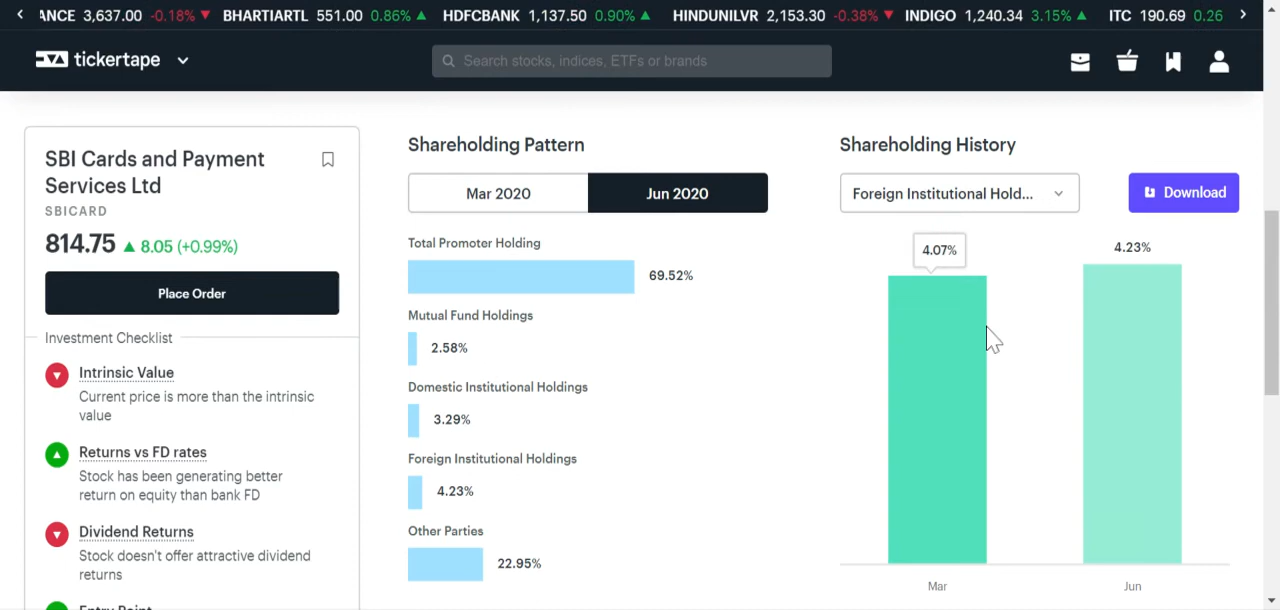 ANCE 3,637.00 -0.18% BHARTIARTL 551.00 0.86% HDFCBANK 1,137.50 0.90% HINDUNILVR 2,153.30 -0.38% INDIGO 1,240.34 3.15% ITC 190.69 0.26
tickertape
Search stocks, indices, ETFs or brands
SBI Cards and Payment
Services Ltd
SBICARD
814.75 8.05 (+0.99%)
Place Order
Investment Checklist
Intrinsic Value
Current price is more than the intrinsic
value
Returns vs FD rates
Stock has been generating better
return on equity than bank FD
Dividend Returns
Stock doesn't offer attractive dividend
returns
Entry Point
Shareholding Pattern
Mar 2020
Jun 2020
Total Promoter Holding
69.52%
Mutual Fund Holdings
2.58%
Domestic Institutional Holdings
3.29%
Foreign Institutional Holdings
4.23%
Other Parties
22.95%
Shareholding History
Foreign Institutional Hold...
Download
4.07%
4.23%
Mar
Jun